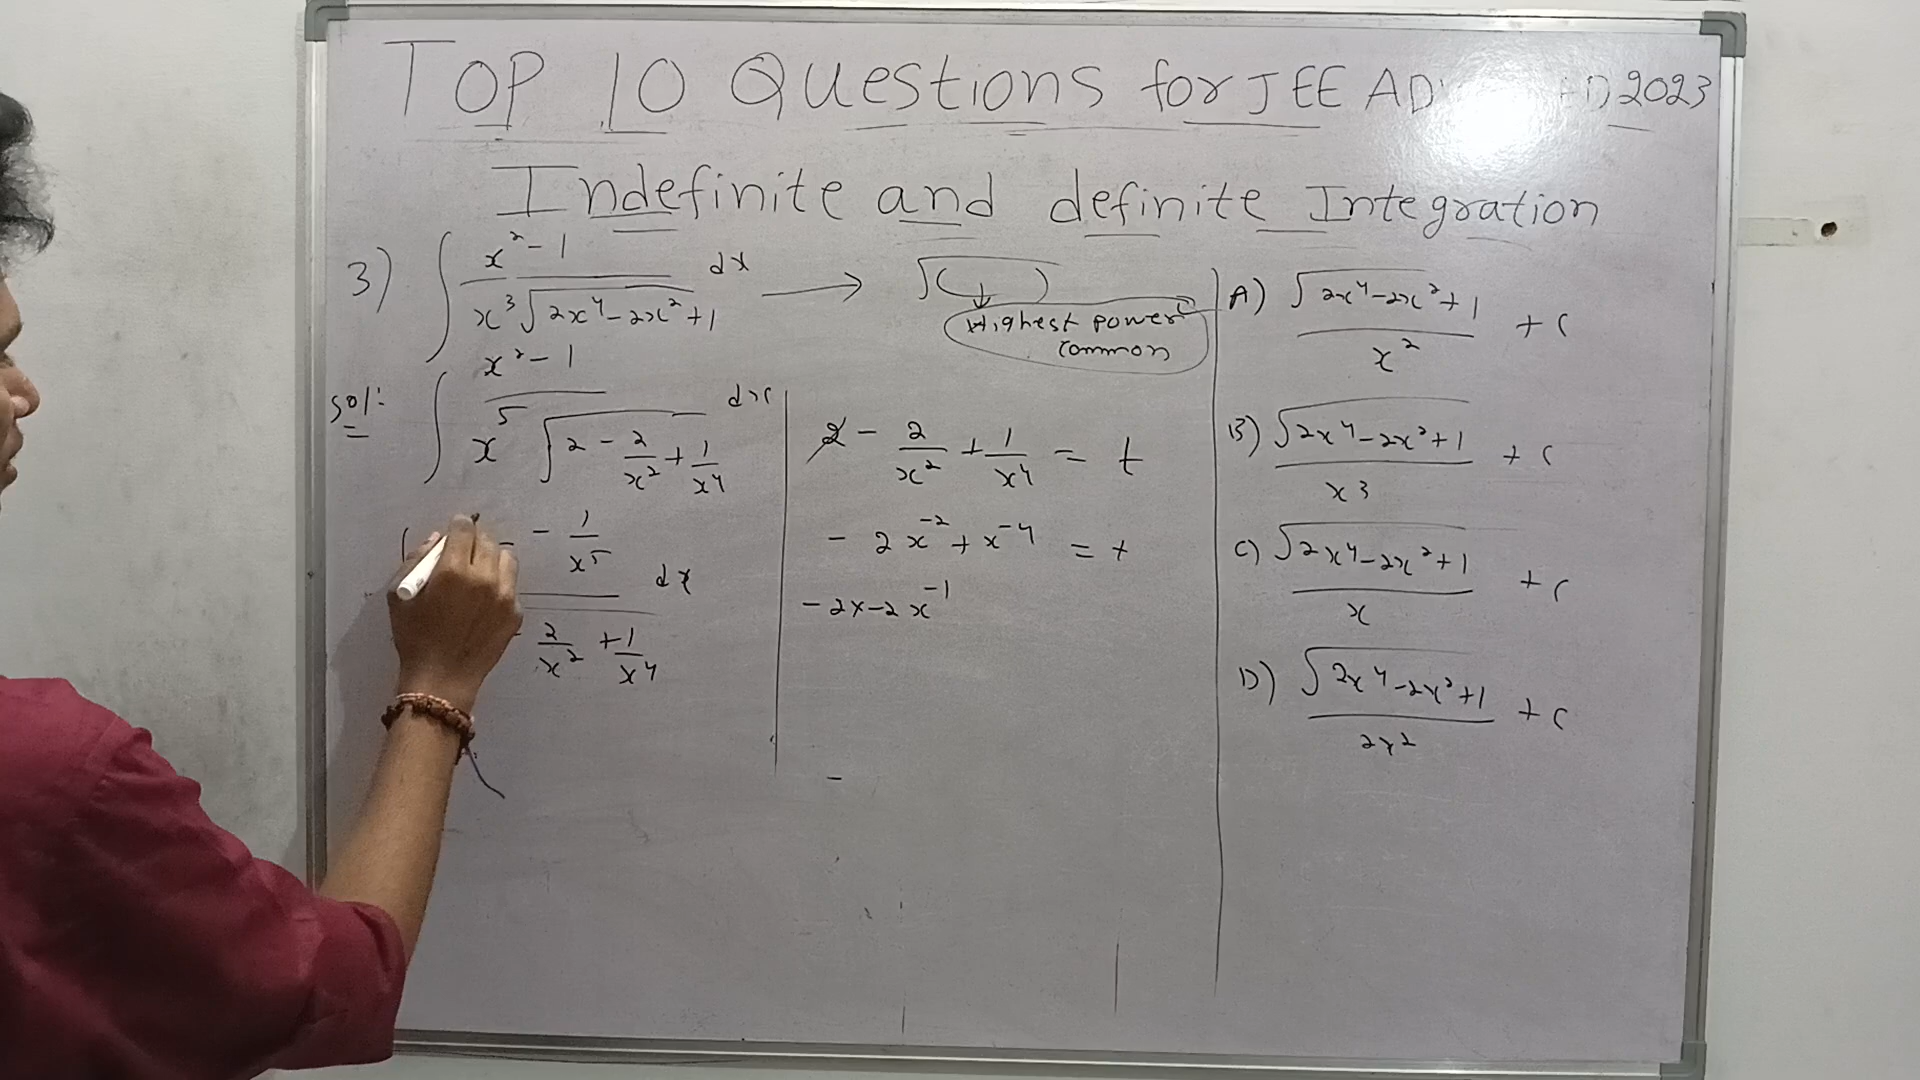 TOP 10 Questions for JEE AD D 2023
Indefinite and definite Integration
3) ∫ x²-1 / x³√2x⁴-2x²+1 dx → √( )
Highest power common
Sol: ∫ x²-1 / x⁵ √2 - 2/x² + 1/x⁴ dx
- 1/x⁵ dx
2/x² + 1/x⁴
2 - 2/x² + 1/x⁴ = t
- 2x⁻² + x⁻⁴ = t
-2x-2x⁻¹
-
A) √2x⁴-2x²+1 / x² + c
B) √2x⁴-2x²+1 / x3 + c
C) √2x⁴-2x²+1 / x + c
D) √2x⁴-2x²+1 / 2x² + c